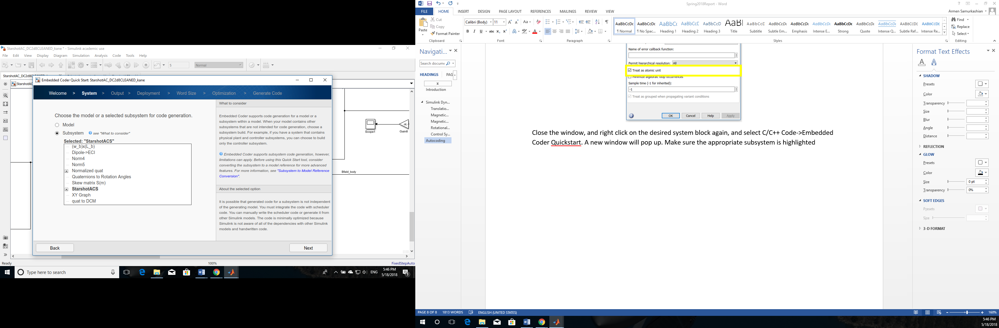 StarshotAC_DC2d8CLEANED_kane * - Simulink academic use
File Edit View Display Diagram Simulation Analysis Code Tools Help
5 Normal
StarshotAC_DC2d8C
StarshotAC
Embedded Coder Quick Start: StarshotAC_DC2d8CLEANED_kane
Welcome > System > Output > Deployment > Word Size > Optimization > Generate Code
Choose the model or a selected subsystem for code generation.
Model
Subsystem see "What to consider"
Selected: "StarshotACS"
(w_b)x(L_b)
Dipole->ECI
Norm4
Norm5
Normalized quat
Quaternions to Rotation Angles
Skew matrix S(m)
StarshotACS
XY Graph
quat to DCM
What to consider
Embedded Coder supports code generation for a model or a
subsystem within a model. When your model contains other
subsystems that are not intended for code generation, choose a
subsystem build. For example, if you have a system that contains
physical plant and controller subsystems, you can choose to build
only the controller subsystem.
Embedded Coder supports subsystem code generation, however,
limitations can apply. Before using this Quick Start tool, consider
converting the subsystem to a model reference for more advanced
features. For more information, see "Subsystem to Model Reference
Conversion".
About the selected option
It is possible that generated code for a subsystem is not independent
of the generating model. You must integrate the code with scheduler
code. You can manually write the scheduler code or generate it from
other Simulink models. The code is minimally optimized because
Simulink is not aware of all of the dependencies with other Simulink
models and handwritten code.
Back Next
Scope1
-K-
Gain8
Bfield_body
Ready 100% FixedStepAuto
Type here to search
ENG
5:46 PM
5/18/2018
3
Spring2018Report - Word
FILE HOME INSERT DESIGN PAGE LAYOUT REFERENCES MAILINGS REVIEW VIEW
Armen Samurkashian
Paste
Cut
Copy
Format Painter
Clipboard
Calibri (Body) 11
Font
Paragraph
AaBbCcDc AaBbCcDc AaBbC( AaBbCcC AaBbCcD AaB| AaBbCcD AaBbCcDc AaBbCcDc AaBbCcDc AaBbCcDc AaBbCcDc AaBbCcDc AABBCCDC AABBCCDC
¶ Normal ¶ No Spac... Heading 1 Heading 2 Heading 3 Title Subtitle Subtle Em... Emphasis Intense E... Strong Quote Intense Q... Subtle Ref... Intense Re...
Styles
Find
Replace
Select
Editing
Navigati...
Search docume
HEADINGS PAG
Introduction
Simulink Dyn...
Translatio...
Magnetic...
Magnetic...
Rotational...
Control Sy...
Autocoding
Name of error callback function:
Permit hierarchical resolution: All
Treat as atomic unit
Minimize algebraic loop occurrences
Sample time (-1 for inherited):
-1
Treat as grouped when propagating variant conditions
OK Cancel Help Apply
Close the window, and right click on the desired system block again, and select C/C++ Code->Embedded
Coder Quickstart. A new window will pop up. Make sure the appropriate subsystem is highlighted
Format Text Effects
SHADOW
Presets
Color
Transparency
Size
Blur
Angle
Distance
REFLECTION
GLOW
Presets
Color
Size 0 pt
Transparency 0%
SOFT EDGES
Presets
Size
3-D FORMAT
PAGE 8 OF 8 1813 WORDS ENGLISH (UNITED STATES) 160%
5:46 PM
5/18/2018